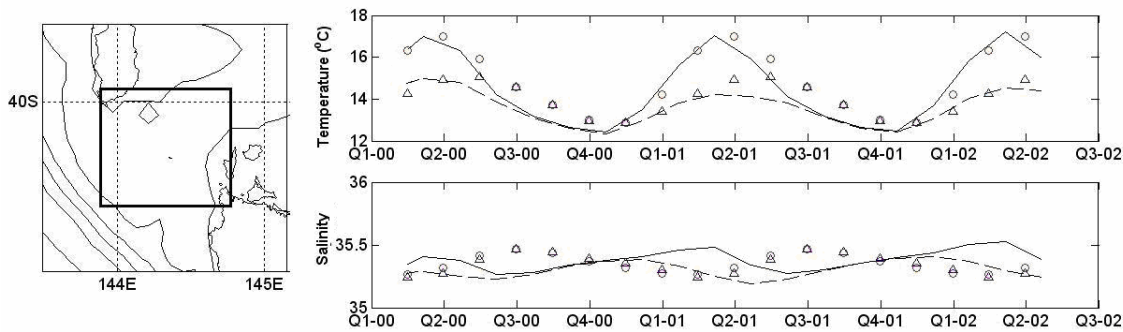 40S
144E 145E
Temperature (°C)
18
16
14
12
Q1-00 Q2-00 Q3-00 Q4-00 Q1-01 Q2-01 Q3-01 Q4-01 Q1-02 Q2-02 Q3-02
Salinity
36
35.5
35
Q1-00 Q2-00 Q3-00 Q4-00 Q1-01 Q2-01 Q3-01 Q4-01 Q1-02 Q2-02 Q3-02